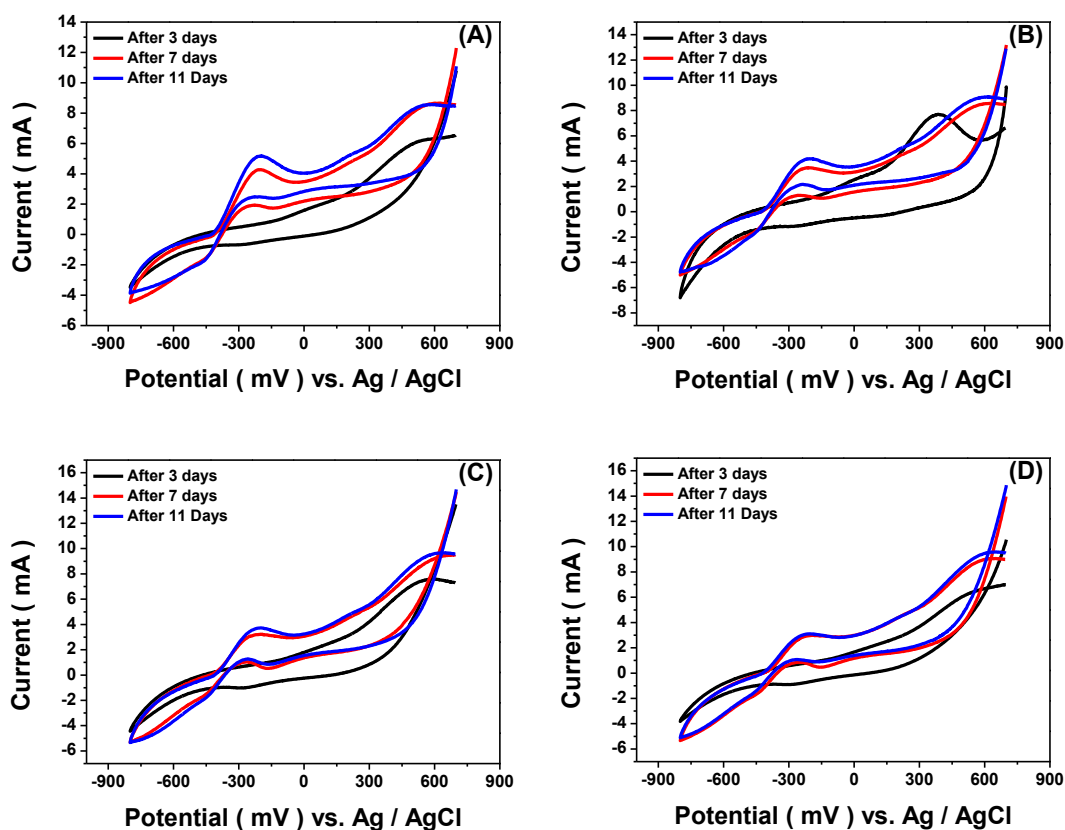 (A)
After 3 days
After 7 days
After 11 Days
Current ( mA )
14
12
10
8
6
4
2
0
-2
-4
-6
-900 -600 -300 0 300 600 900
Potential ( mV ) vs. Ag / AgCl
(B)
After 3 days
After 7 days
After 11 Days
Current ( mA )
14
12
10
8
6
4
2
0
-2
-4
-6
-8
-900 -600 -300 0 300 600 900
Potential ( mV ) vs. Ag / AgCl
(C)
After 3 days
After 7 days
After 11 Days
Current ( mA )
16
14
12
10
8
6
4
2
0
-2
-4
-6
-900 -600 -300 0 300 600 900
Potential ( mV ) vs. Ag / AgCl
(D)
After 3 days
After 7 days
After 11 Days
Current ( mA )
16
14
12
10
8
6
4
2
0
-2
-4
-6
-900 -600 -300 0 300 600 900
Potential ( mV ) vs. Ag / AgCl